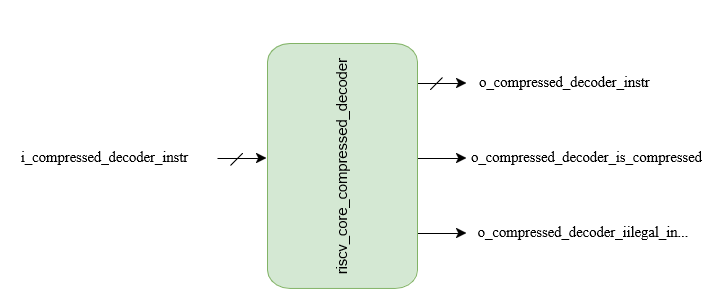 o_compressed_decoder_instr
i_compressed_decoder_instr
riscv_core_compressed_decoder
o_compressed_decoder_is_compressed
o_compressed_decoder_iilegal_in...